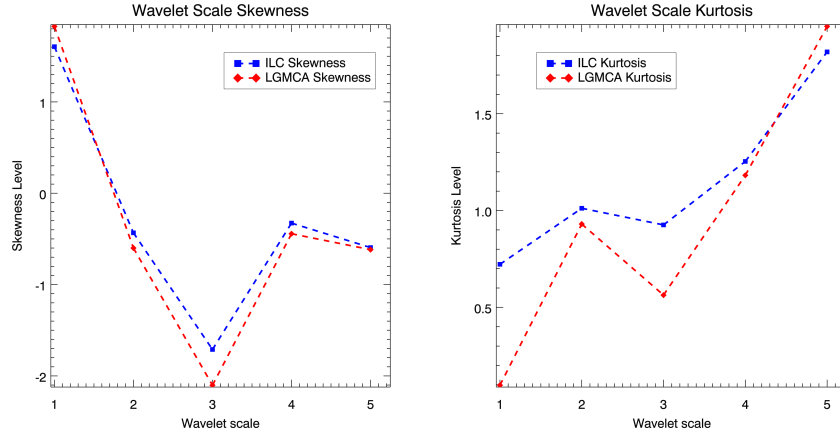 Wavelet Scale Skewness
ILC Skewness
LGMCA Skewness
Skewness Level
1
0
-1
-2
1 2 3 4 5
Wavelet scale
Wavelet Scale Kurtosis
ILC Kurtosis
LGMCA Kurtosis
Kurtosis Level
1.5
1.0
0.5
1 2 3 4 5
Wavelet scale